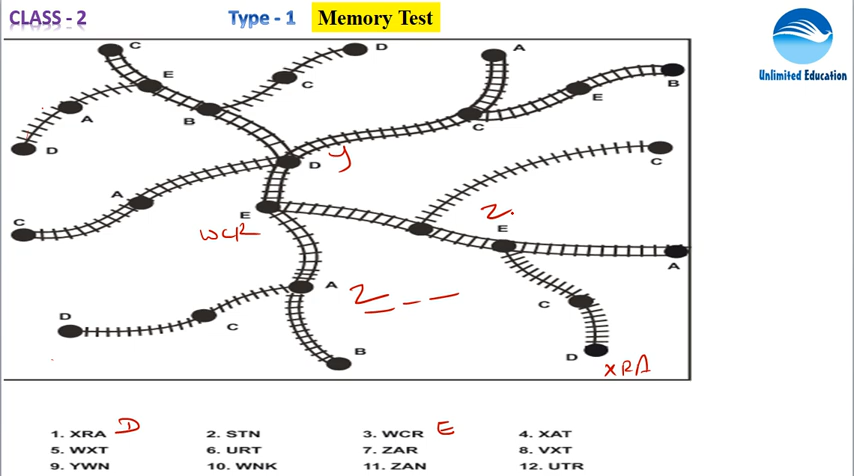 CLASS - 2
Type - 1
Memory Test
Unlimited Education
C
D
A
E
C
B
A
B
E
C
D
D
y
C
A
C
E
WCR
Z.
E
A
A
Z _ _
D
C
C
B
D
XRA
1. XRA D
2. STN
3. WCR E
4. XAT
5. WXT
6. URT
7. ZAR
8. VXT
9. YWN
10. WNK
11. ZAN
12. UTR